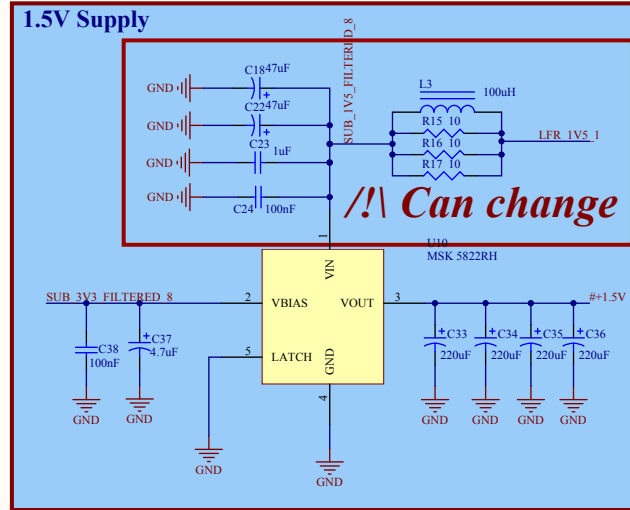 1.5V Supply
SUB_1V5_FILTERED_8
GND
C18
47uF
GND
C22
47uF
GND
C23
1uF
GND
C24
100nF
L3
100uH
R15 10
R16 10
R17 10
LFR_1V5_1
/!\ Can change
1
U10
MSK 5822RH
VIN
SUB_3V3_FILTERED_8
2
VBIAS
VOUT
3
#+1.5V
C38
100nF
C37
4.7uF
5
LATCH
GND
4
C33
220uF
C34
220uF
C35
220uF
C36
220uF
GND
GND
GND
GND
GND
GND
GND
GND